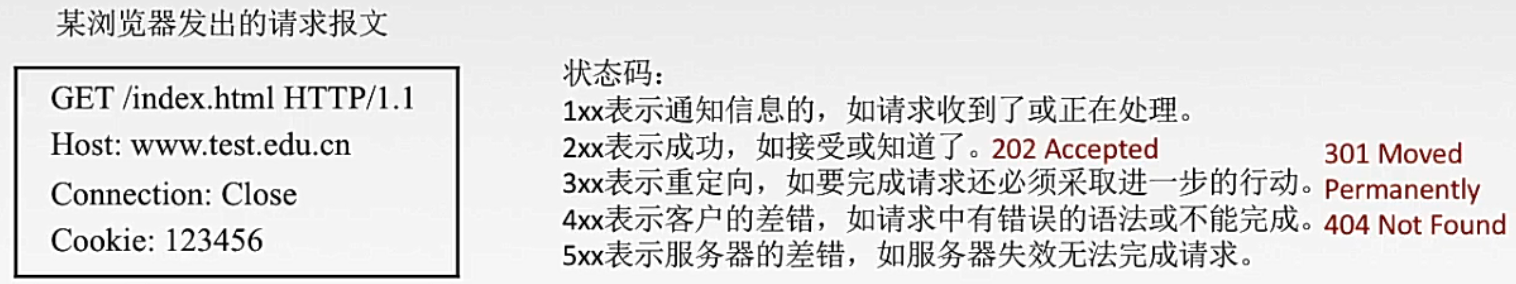 某浏览器发出的请求报文
GET /index.html HTTP/1.1
Host: www.test.edu.cn
Connection: Close
Cookie: 123456
状态码：
1xx表示通知信息的，如请求收到了或正在处理。
2xx表示成功，如接受或知道了。202 Accepted
3xx表示重定向，如要完成请求还必须采取进一步的行动。301 Moved
Permanently
4xx表示客户的差错，如请求中有错误的语法或不能完成。404 Not Found
5xx表示服务器的差错，如服务器失效无法完成请求。